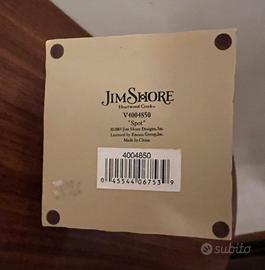 JIM SHORE
Heartwood Creek
V4004850
"Spot"
©2005 Jim Shore Designs, Inc.
Licensed by Enesco Group, Inc.
Made in China
4004850
0 45544 06753 9
subito